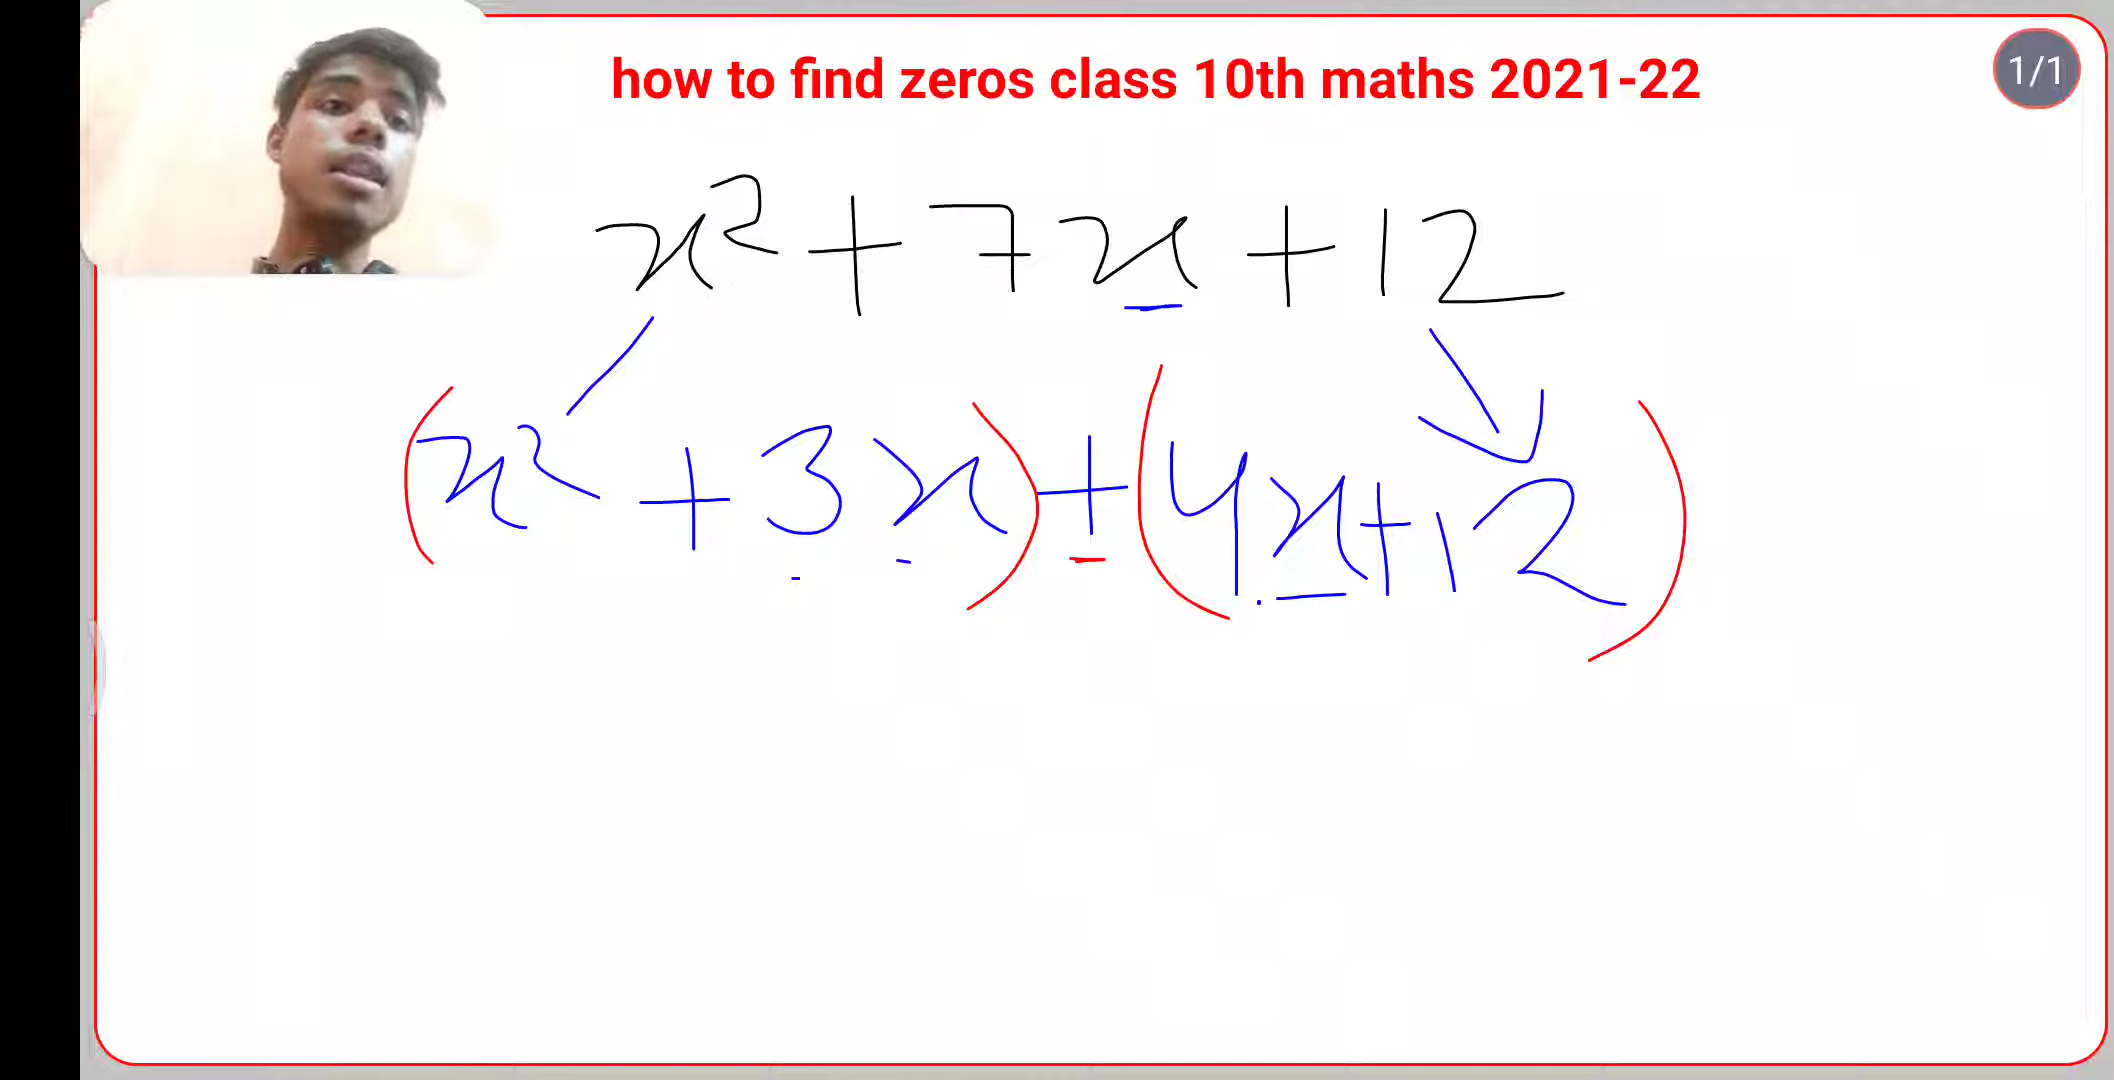 how to find zeros class 10th maths 2021-22
1/1
x² + 7x + 12
(x² + 3x) + (4x + 12)